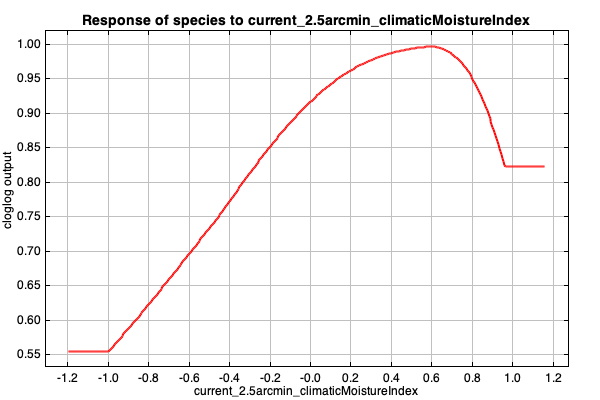 Response of species to current_2.5arcmin_climaticMoistureIndex
1.00
0.95
0.90
0.85
0.80
0.75
0.70
0.65
0.60
0.55
cloglog output
-1.2 -1.0 -0.8 -0.6 -0.4 -0.2 -0.0 0.2 0.4 0.6 0.8 1.0 1.2
current_2.5arcmin_climaticMoistureIndex